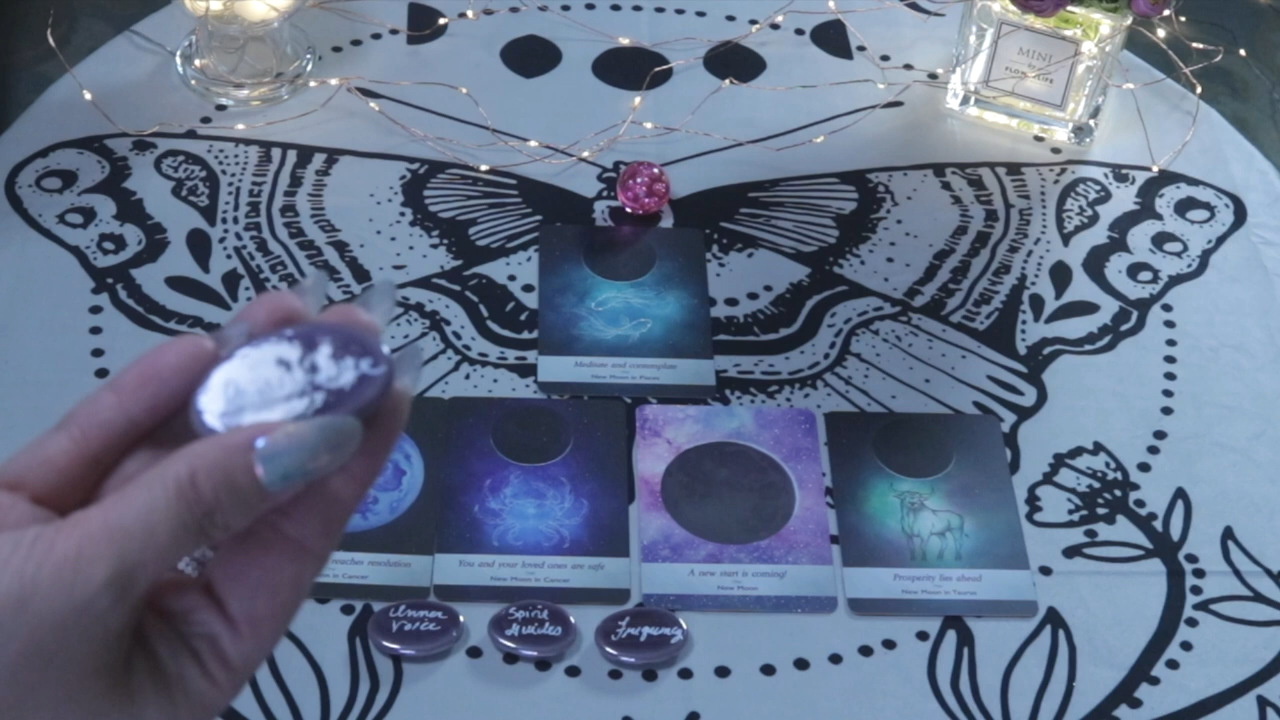 MINI
by
Meditate and contemplate
New Moon in Pisces
reaches resolution
in Cancer
You and your loved ones are safe
New Moon in Cancer
A new start is coming!
New Moon
Prosperity lies ahead
New Moon in Taurus
Inner
Voice
Spirit
Guides
Frequency